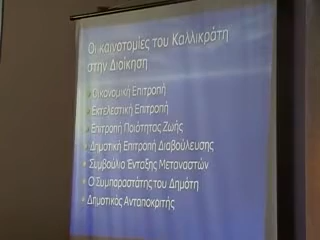 Οι καινοτομίες του Καλλικράτη
στην Διοίκηση
Οικονομική Επιτροπή
Εκτελεστική Επιτροπή
Επιτροπή Ποιότητας Ζωής
Δημοτική Επιτροπή Διαβούλευσης
Συμβούλιο Ένταξης Μεταναστών
Ο Συμπαραστάτης του Δημότη
Δημοτικός Ανταποκριτής